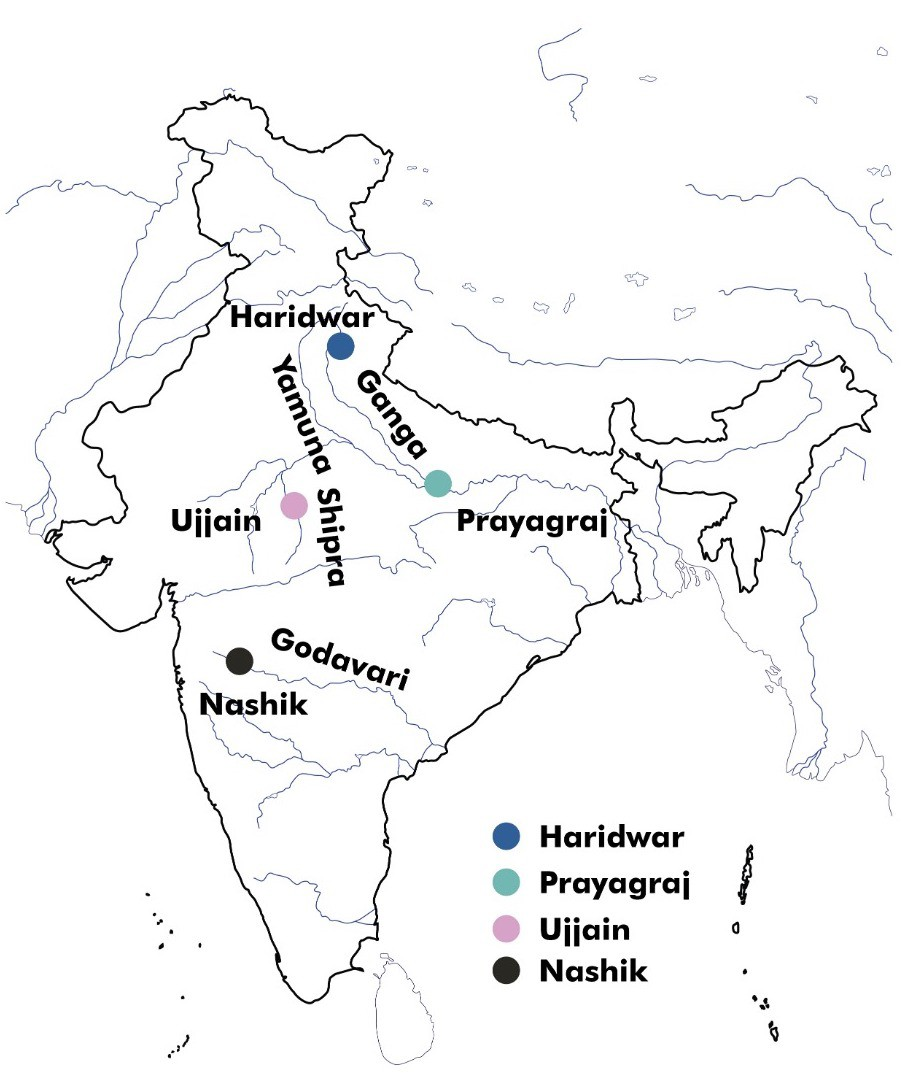 Haridwar
Yamuna
Ganga
Ujjain
Shipra
Prayagraj
Godavari
Nashik
Haridwar
Prayagraj
Ujjain
Nashik